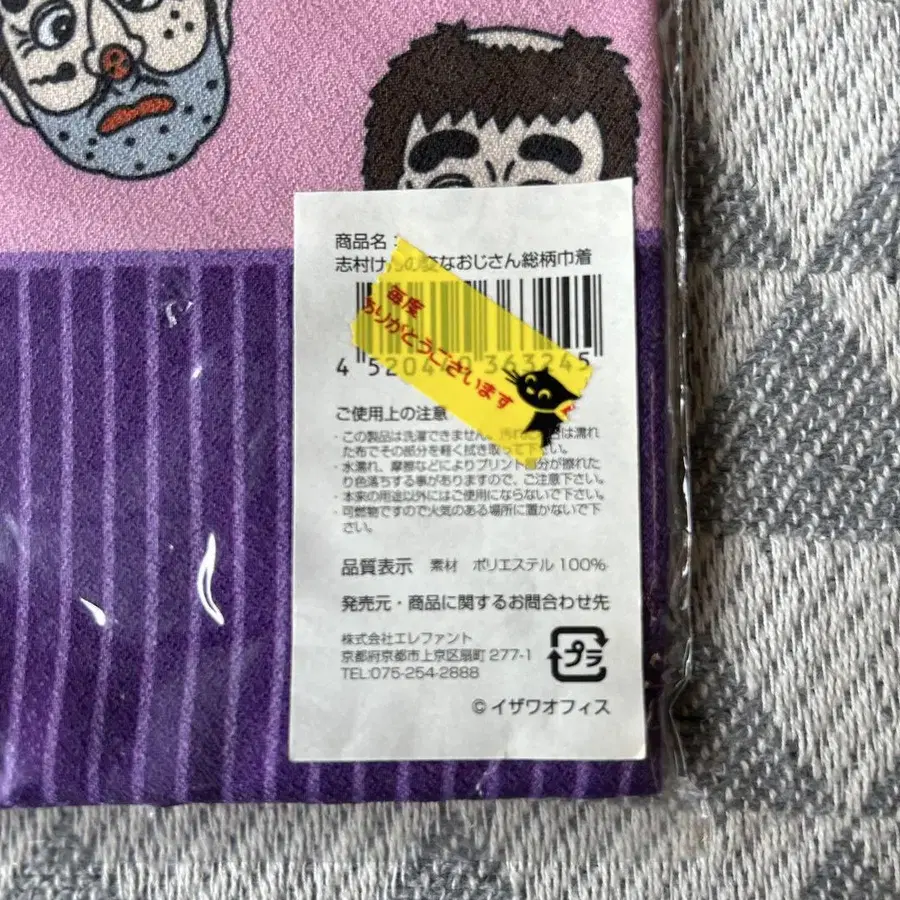 商品名：
志村けんの変なおじさん総柄巾着
毎度
ありがとうございます
4 520440 363245
ご使用上の注意
・この製品は洗濯できません。汚れた場合は濡れ
た布でその部分を軽く拭き取って下さい。
・水濡れ、摩擦などによりプリント部分が擦れた
り色落ちする事がありますので、ご注意下さい。
・本来の用途以外にはご使用にならないで下さい。
・可燃物ですので火気のある場所に置かないで下
さい。
品質表示 素材 ポリエステル 100%
発売元・商品に関するお問合わせ先
株式会社エレファント
京都府京都市上京区扇町 277-1
TEL:075-254-2888
プラ
©イザワオフィス